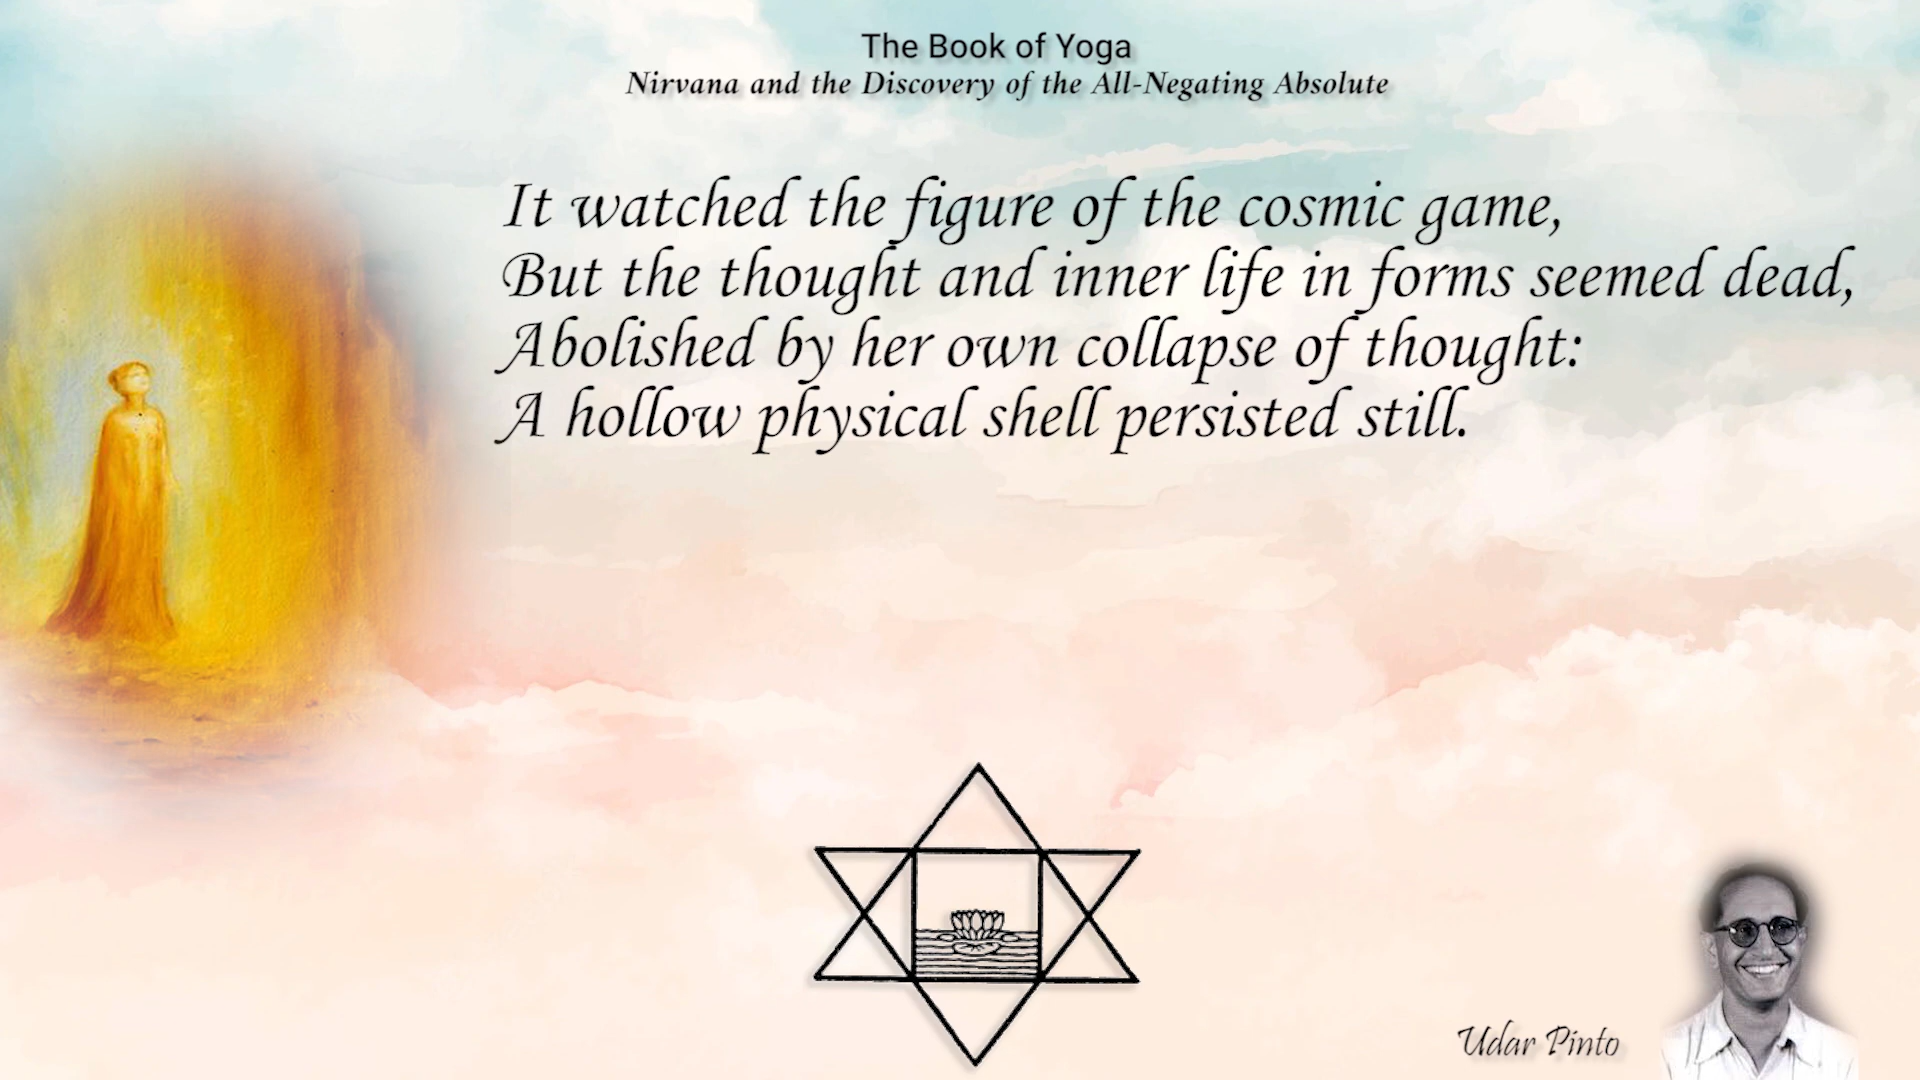 The Book of Yoga
Nirvana and the Discovery of the All-Negating Absolute
It watched the figure of the cosmic game,
But the thought and inner life in forms seemed dead,
Abolished by her own collapse of thought:
A hollow physical shell persisted still.
Udar Pinto